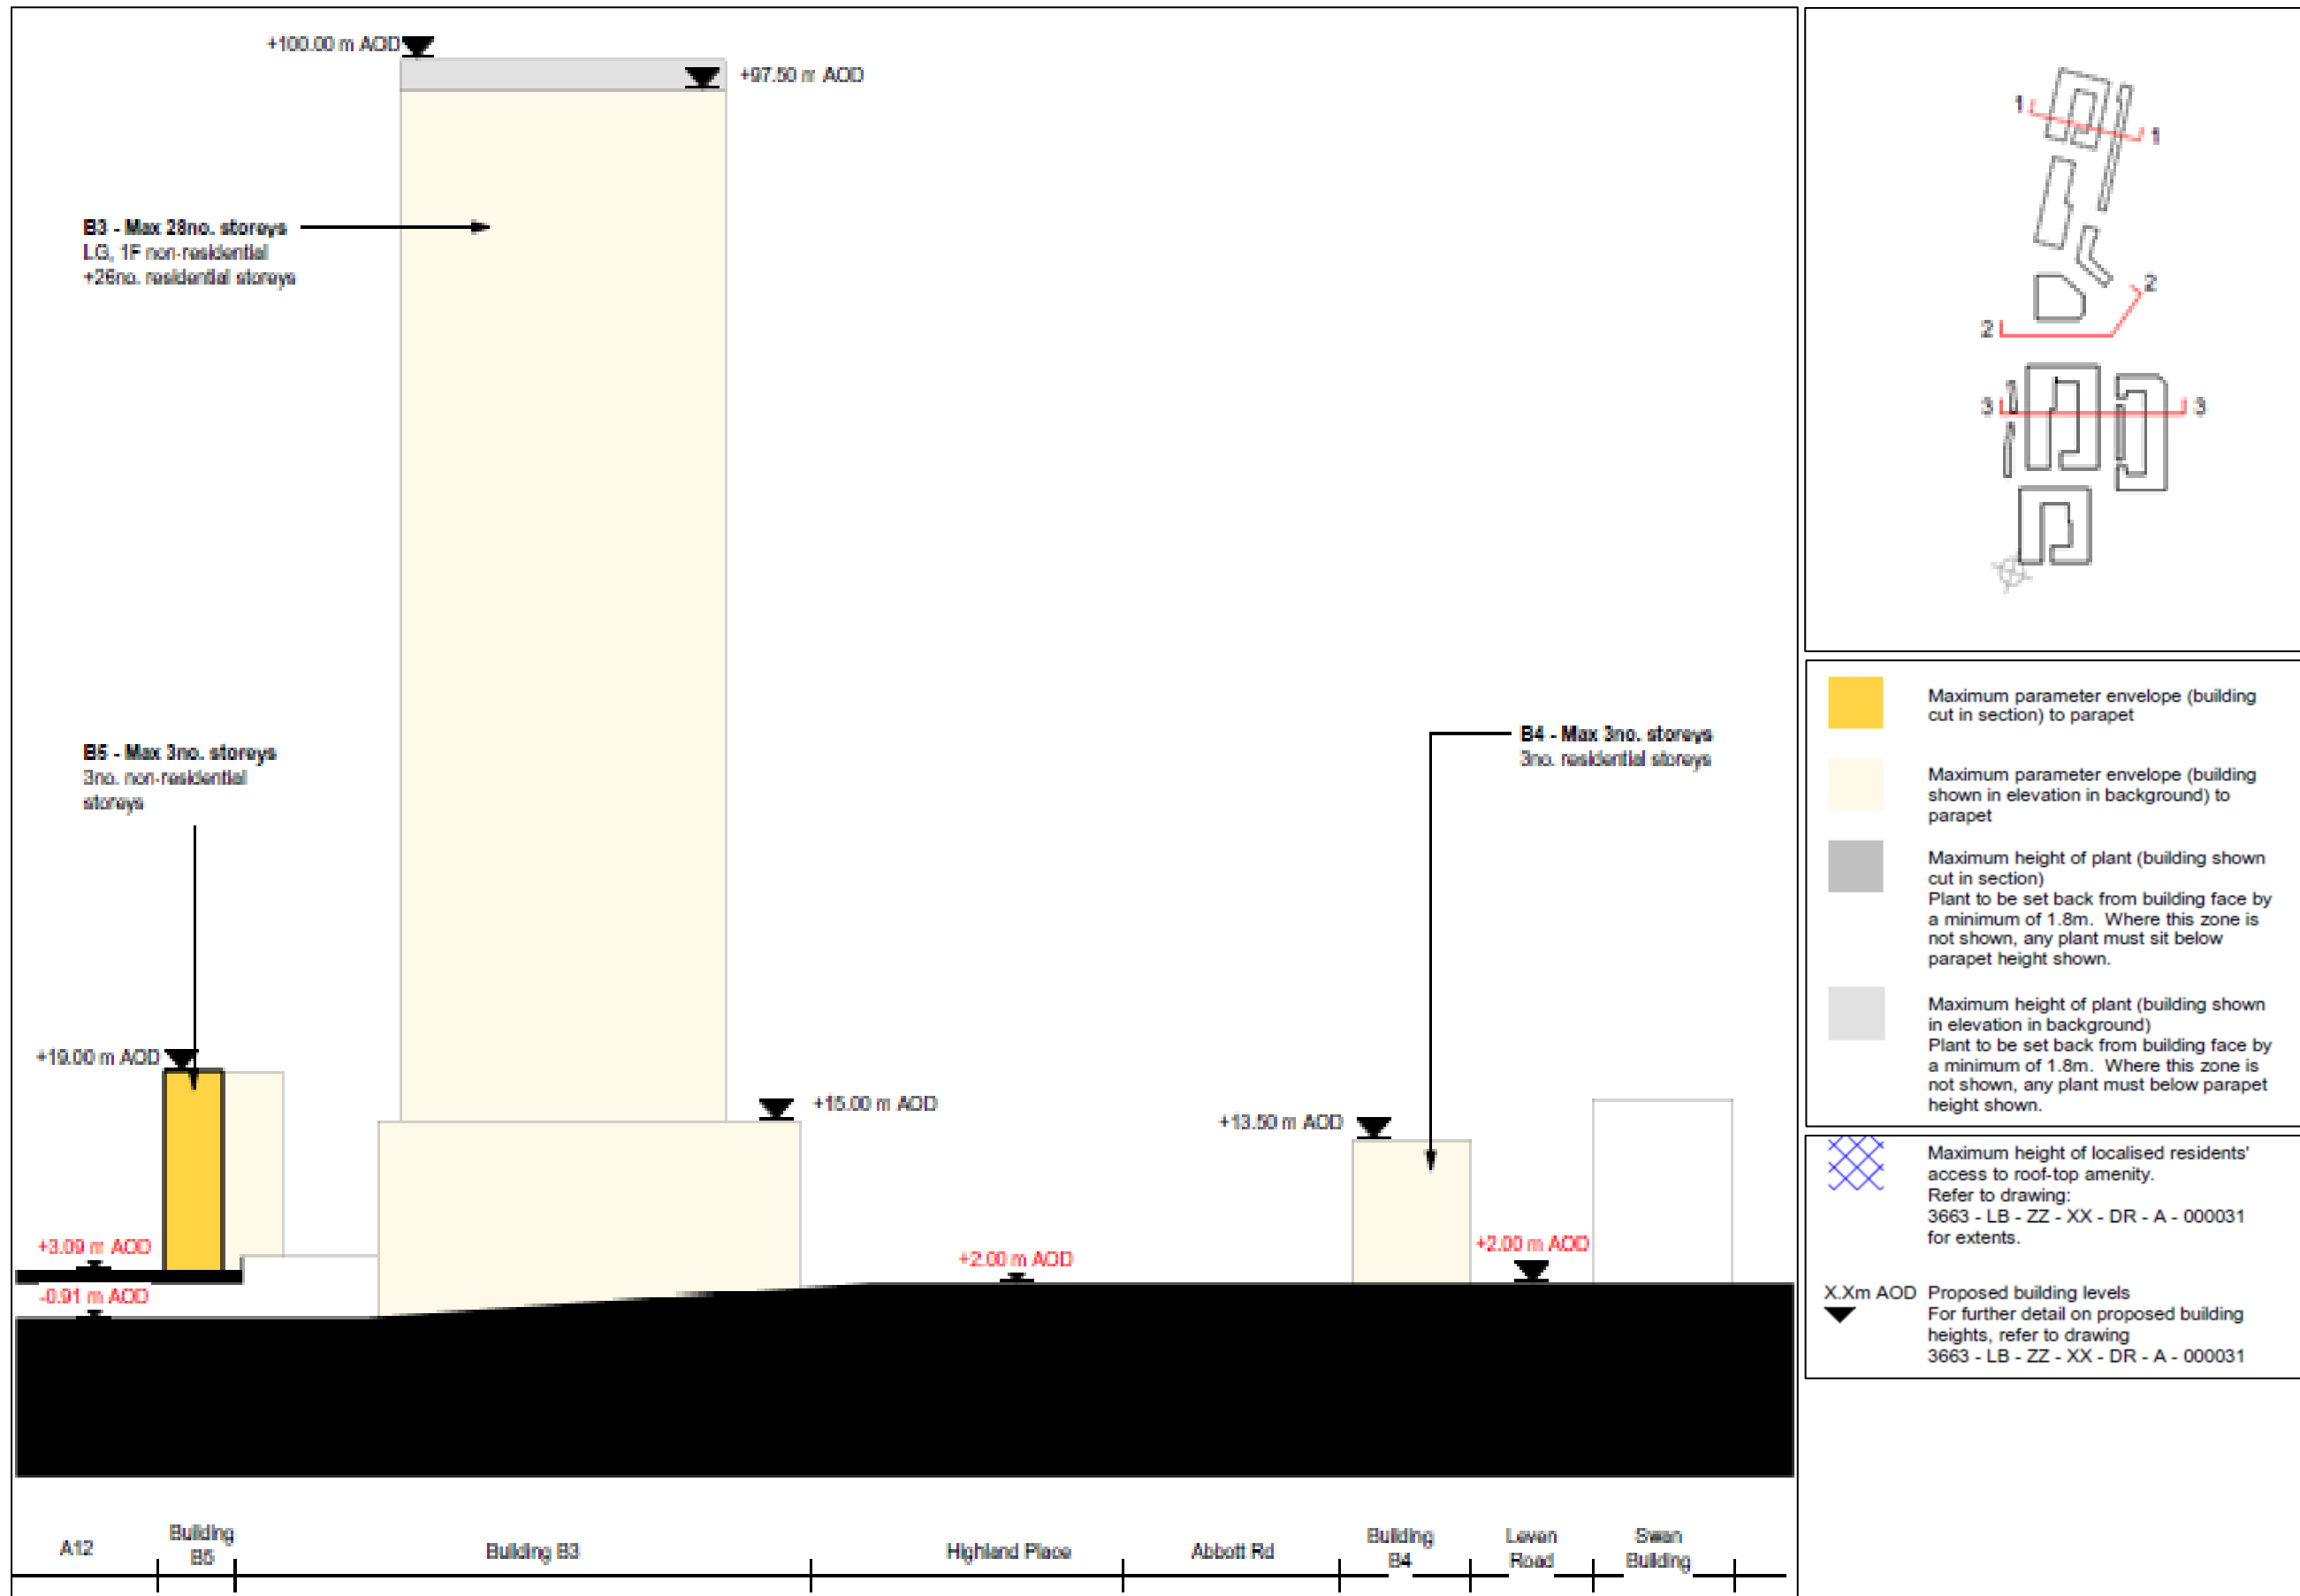 +100.00 m AOD
+97.50 m AOD
B3 - Max 28no. storeys
LG, 1F non-residential
+26no. residential storeys
B5 - Max 3no. storeys
3no. non-residential
storeys
B4 - Max 3no. storeys
3no. residential storeys
+19.00 m AOD
+15.00 m AOD
+13.50 m AOD
+3.09 m AOD
-0.91 m AOD
+2.00 m AOD
+2.00 m AOD
A12
Building
B5
Building B3
Highland Place
Abbott Rd
Building
B4
Leven
Road
Swan
Building
1
1
2
2
3
3
Maximum parameter envelope (building
cut in section) to parapet
Maximum parameter envelope (building
shown in elevation in background) to
parapet
Maximum height of plant (building shown
cut in section)
Plant to be set back from building face by
a minimum of 1.8m. Where this zone is
not shown, any plant must sit below
parapet height shown.
Maximum height of plant (building shown
in elevation in background)
Plant to be set back from building face by
a minimum of 1.8m. Where this zone is
not shown, any plant must below parapet
height shown.
Maximum height of localised residents'
access to roof-top amenity.
Refer to drawing:
3663 - LB - ZZ - XX - DR - A - 000031
for extents.
X.Xm AOD Proposed building levels
For further detail on proposed building
heights, refer to drawing
3663 - LB - ZZ - XX - DR - A - 000031